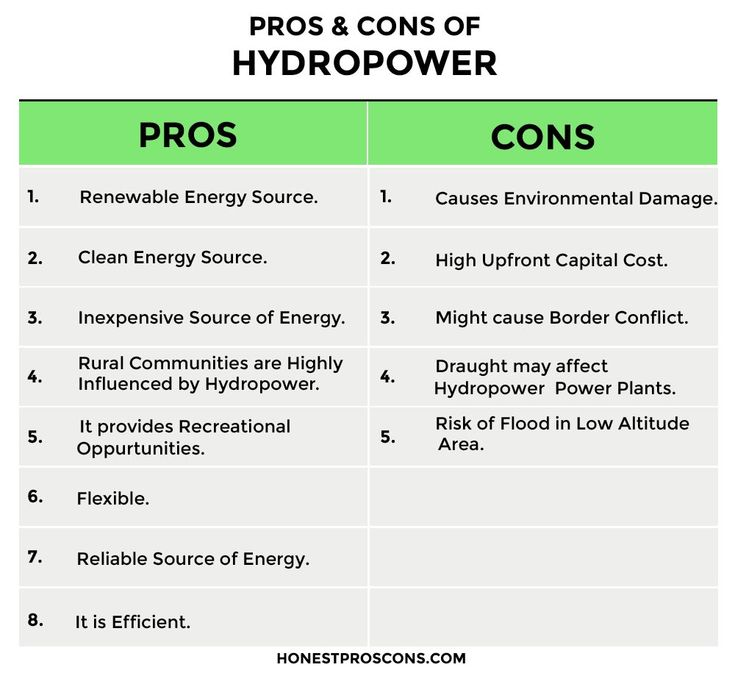 PROS & CONS OF
HYDROPOWER
PROS
CONS
1. Renewable Energy Source.
1. Causes Environmental Damage.
2. Clean Energy Source.
2. High Upfront Capital Cost.
3. Inexpensive Source of Energy.
3. Might cause Border Conflict.
4. Rural Communities are Highly
Influenced by Hydropower.
4. Draught may affect
Hydropower Power Plants.
5. It provides Recreational
Oppurtunities.
5. Risk of Flood in Low Altitude
Area.
6. Flexible.
7. Reliable Source of Energy.
8. It is Efficient.
HONESTPROSCONS.COM